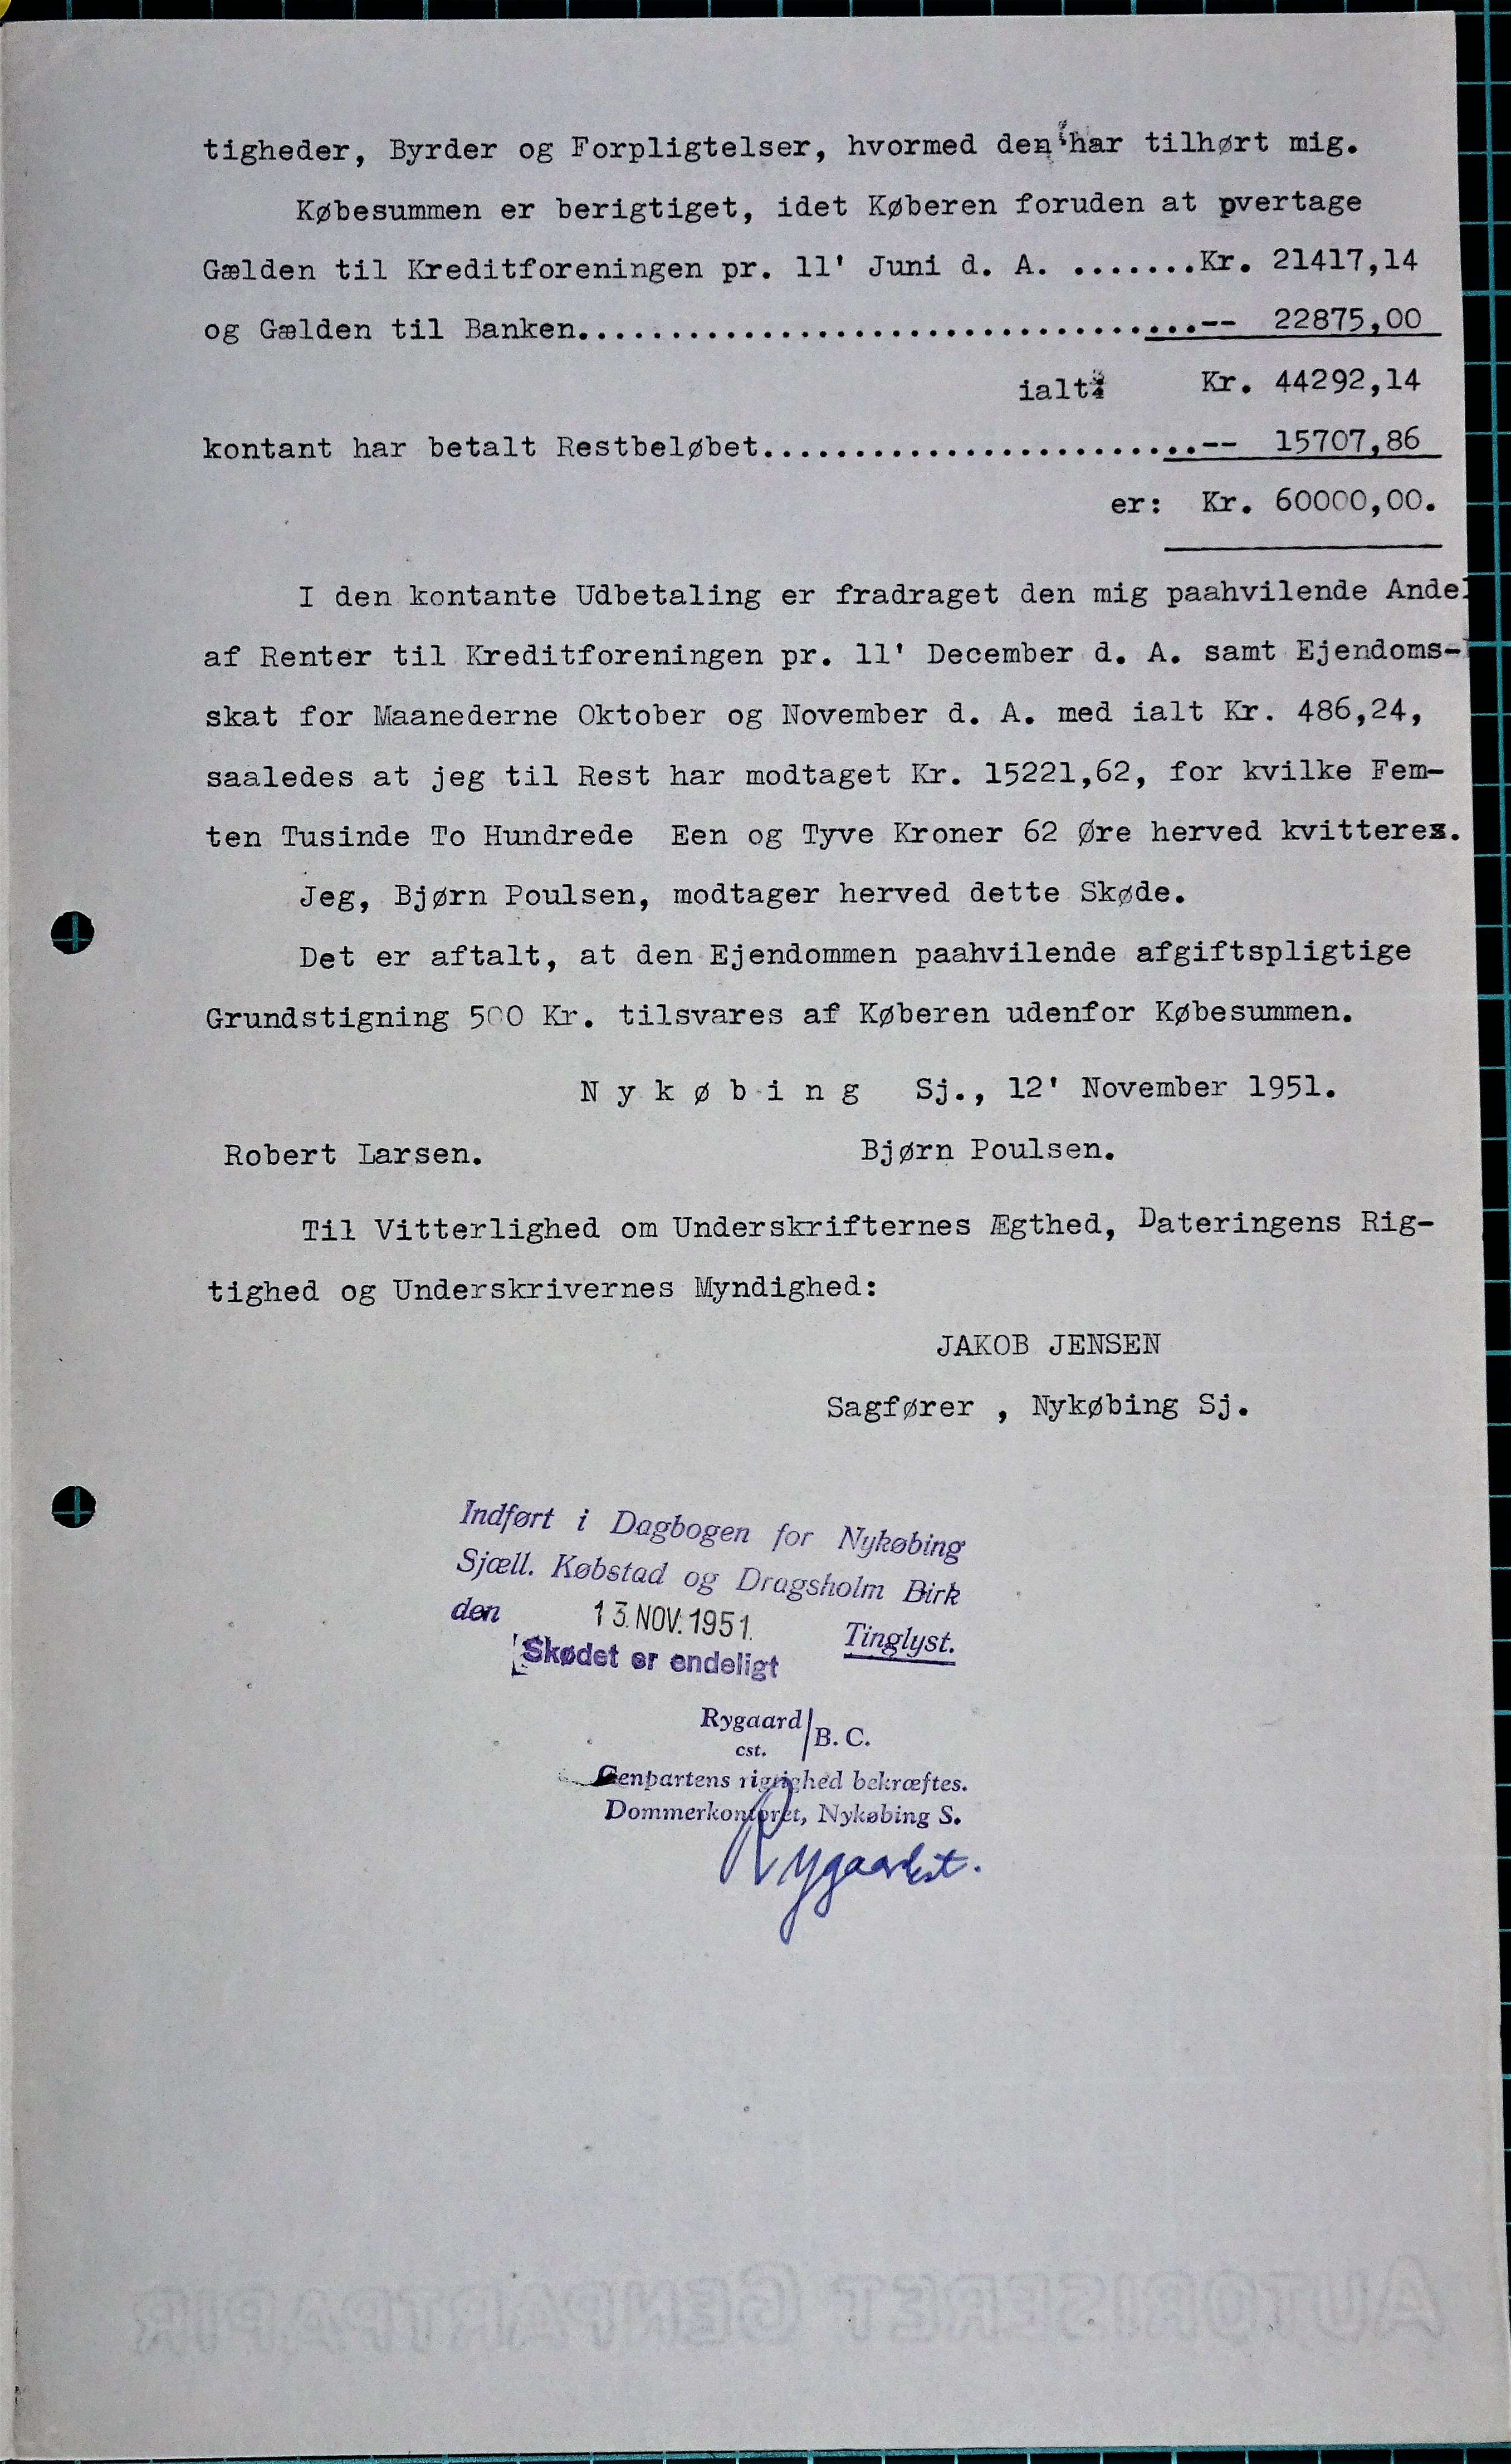 tigheder, Byrder og Forpligtelser, hvormed den har tilhørt mig.
Købesummen er berigtiget, idet Køberen foruden at pvertage
Gælden til Kreditforeningen pr. 11' Juni d. A. .......Kr. 21417,14
og Gælden til Banken..................................-- 22875,00
ialt: Kr. 44292,14
kontant har betalt Restbeløbet........................-- 15707,86
er: Kr. 60000,00.
I den kontante Udbetaling er fradraget den mig paahvilende Andel
af Renter til Kreditforeningen pr. 11' December d. A. samt Ejendoms-
skat for Maanederne Oktober og November d. A. med ialt Kr. 486,24,
saaledes at jeg til Rest har modtaget Kr. 15221,62, for kvilke Fem-
ten Tusinde To Hundrede Een og Tyve Kroner 62 Øre herved kvitteres.
Jeg, Bjørn Poulsen, modtager herved dette Skøde.
Det er aftalt, at den Ejendommen paahvilende afgiftspligtige
Grundstigning 500 Kr. tilsvares af Køberen udenfor Købesummen.
N y k ø b i n g Sj., 12' November 1951.
Robert Larsen. Bjørn Poulsen.
Til Vitterlighed om Underskrifternes Ægthed, Dateringens Rig-
tighed og Underskrivernes Myndighed:
JAKOB JENSEN
Sagfører , Nykøbing Sj.
Indført i Dagbogen for Nykøbing
Sjæll. Købstad og Dragsholm Birk
den 13. NOV. 1951. Tinglyst.
Skødet er endeligt
Rygaard / B. C.
cst.
Genpartens rigtighed bekræftes.
Dommerkontoret, Nykøbing S.
Rygaard cst.
AUTORISERET GENPARTPAPIR